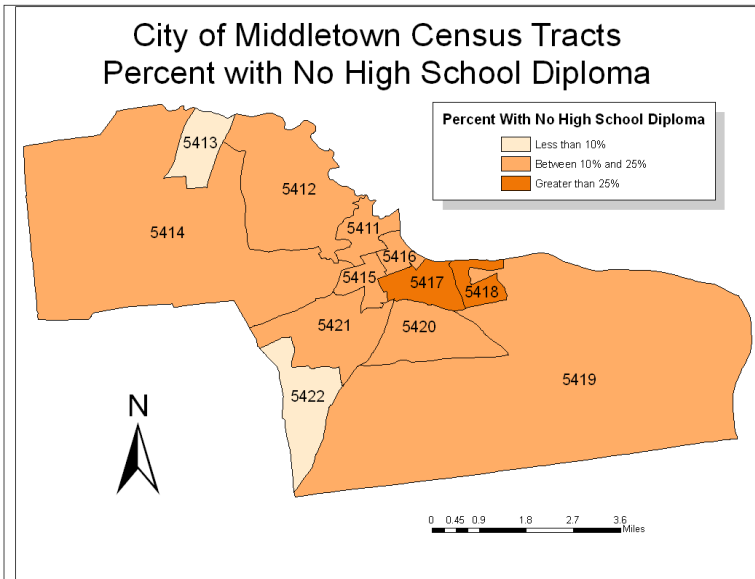 City of Middletown Census Tracts
Percent with No High School Diploma
Percent With No High School Diploma
Less than 10%
Between 10% and 25%
Greater than 25%
5413
5412
5414
5411
5416
5415
5417
5418
5421
5420
5419
5422
N
0 0.45 0.9 1.8 2.7 3.6
Miles